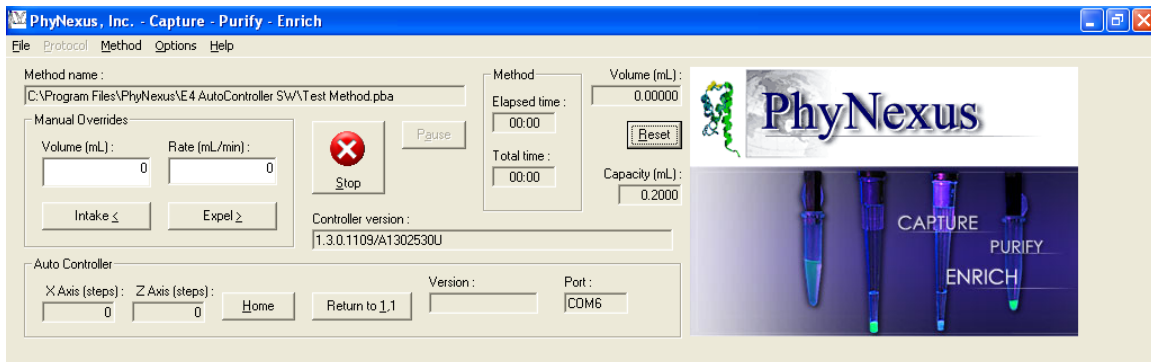 PhyNexus, Inc. - Capture - Purify - Enrich
File Protocol Method Options Help
Method name :
C:\Program Files\PhyNexus\E4 AutoController SW\Test Method.pba
Manual Overrides
Volume (mL) : Rate (mL/min) :
0 0
Intake < Expel >
Stop
Pause
Controller version :
1.3.0.1109/A1302530U
Method
Elapsed time :
00:00
Total time :
00:00
Volume (mL) :
0.00000
Reset
Capacity (mL) :
0.2000
Auto Controller
X Axis (steps) : Z Axis (steps) :
0 0
Home
Return to 1,1
Version :
Port :
COM6
PhyNexus
CAPTURE
PURIFY
ENRICH